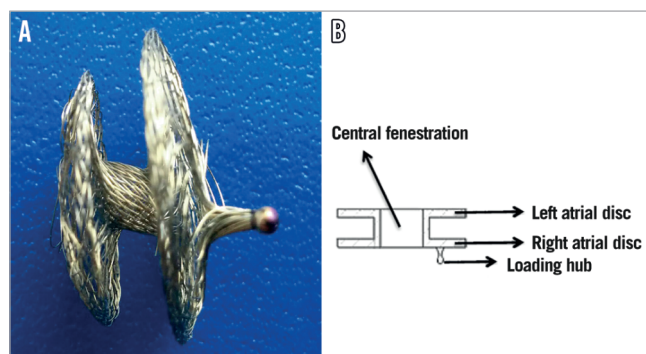 A
B
Central fenestration
Left atrial disc
Right atrial disc
Loading hub